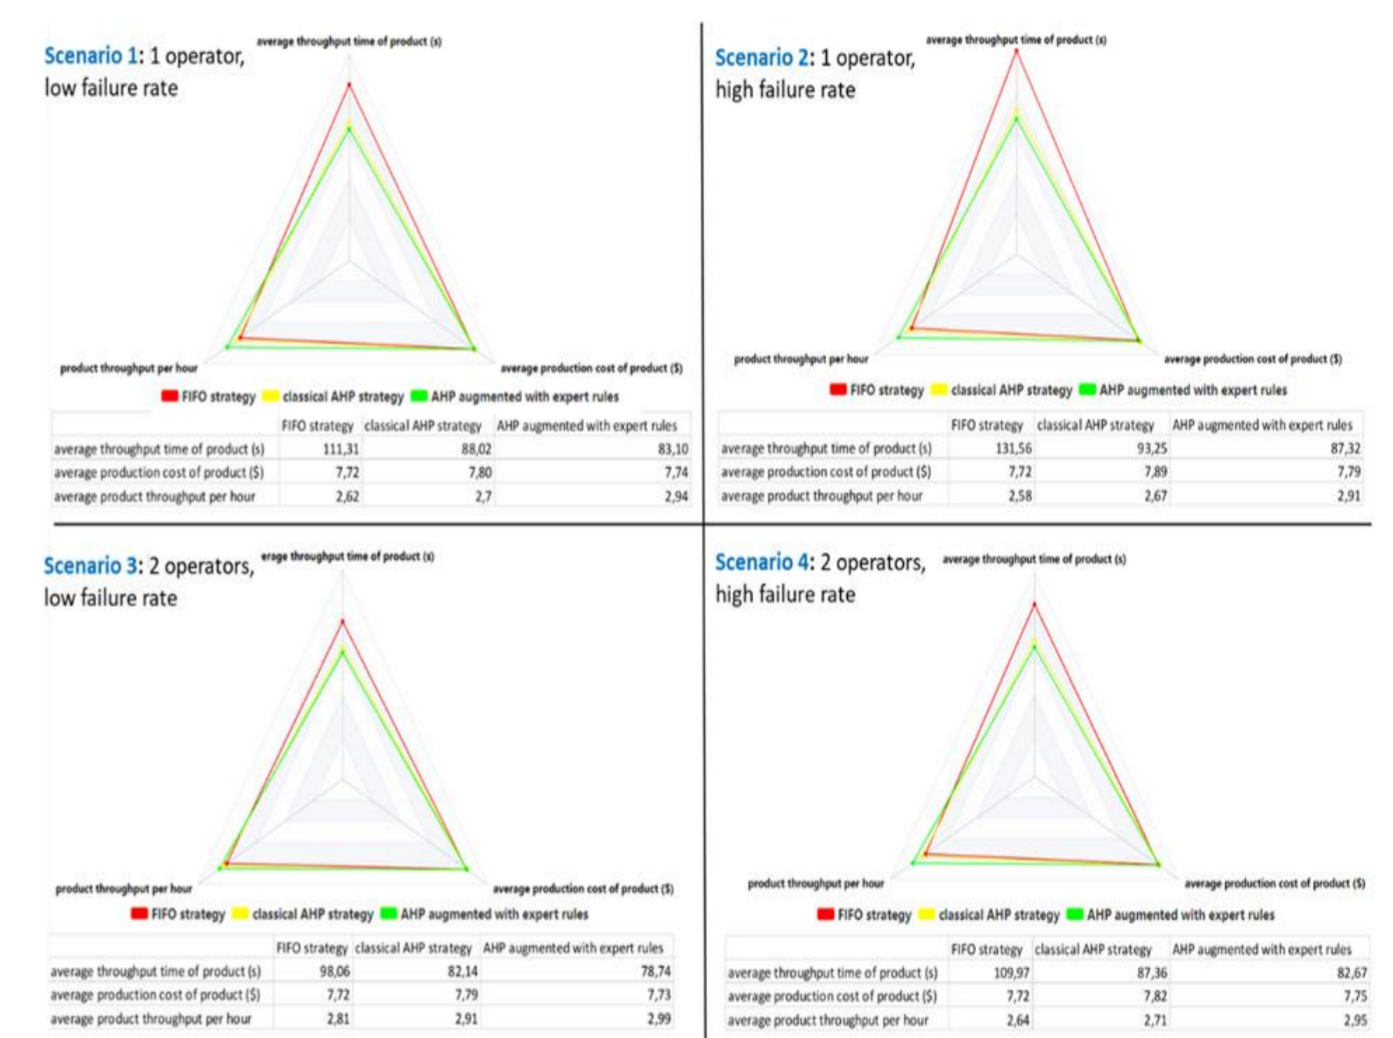 Scenario 1: 1 operator,
low failure rate
average throughput time of product (s)
product throughput per hour
average production cost of product ($)
FIFO strategy classical AHP strategy AHP augmented with expert rules
FIFO strategy classical AHP strategy AHP augmented with expert rules
average throughput time of product (s) 111,31 88,02 83,10
average production cost of product ($) 7,72 7,80 7,74
average product throughput per hour 2,62 2,7 2,94
Scenario 2: 1 operator,
high failure rate
average throughput time of product (s)
product throughput per hour
average production cost of product ($)
FIFO strategy classical AHP strategy AHP augmented with expert rules
FIFO strategy classical AHP strategy AHP augmented with expert rules
average throughput time of product (s) 131,56 93,25 87,32
average production cost of product ($) 7,72 7,89 7,79
average product throughput per hour 2,58 2,67 2,91
Scenario 3: 2 operators,
low failure rate
erage throughput time of product (s)
product throughput per hour
average production cost of product ($)
FIFO strategy classical AHP strategy AHP augmented with expert rules
FIFO strategy classical AHP strategy AHP augmented with expert rules
average throughput time of product (s) 98,06 82,14 78,74
average production cost of product ($) 7,72 7,79 7,73
average product throughput per hour 2,81 2,91 2,99
Scenario 4: 2 operators,
high failure rate
average throughput time of product (s)
product throughput per hour
average production cost of product ($)
FIFO strategy classical AHP strategy AHP augmented with expert rules
FIFO strategy classical AHP strategy AHP augmented with expert rules
average throughput time of product (s) 109,97 87,36 82,67
average production cost of product ($) 7,72 7,82 7,75
average product throughput per hour 2,64 2,71 2,95